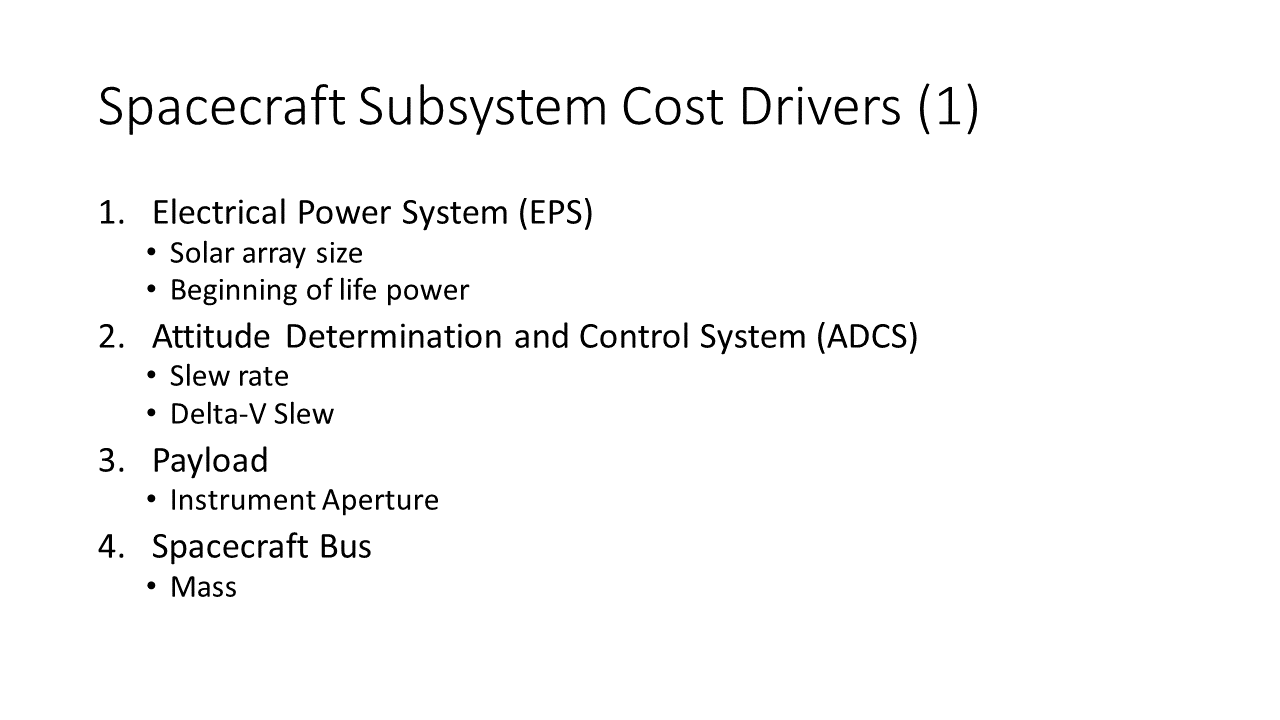 Spacecraft Subsystem Cost Drivers (1)
1. Electrical Power System (EPS)
• Solar array size
• Beginning of life power
2. Attitude Determination and Control System (ADCS)
• Slew rate
• Delta-V Slew
3. Payload
• Instrument Aperture
4. Spacecraft Bus
• Mass